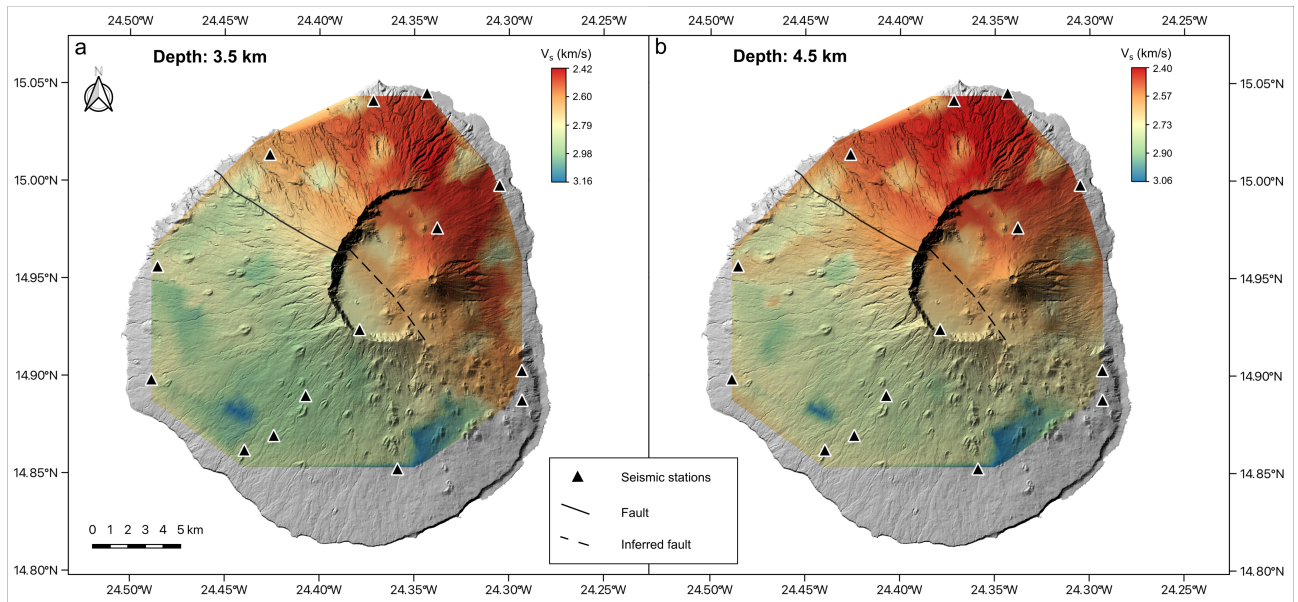 24.50°W 24.45°W 24.40°W 24.35°W 24.30°W 24.50°W 24.45°W 24.40°W 24.35°W 24.30°W 24.25°W
a Depth: 3.5 km
Vₛ (km/s)
2.42
2.60
2.79
2.98
3.16
N
b Depth: 4.5 km
Vₛ (km/s)
2.40
2.57
2.73
2.90
3.06
15.05°N
15.00°N
14.95°N
14.90°N
14.85°N
14.80°N
15.05°N
15.00°N
14.95°N
14.90°N
14.85°N
14.80°N
0 1 2 3 4 5 km
Seismic stations
Fault
Inferred fault
24.50°W 24.45°W 24.40°W 24.35°W 24.30°W 24.50°W 24.45°W 24.40°W 24.35°W 24.30°W 24.25°W